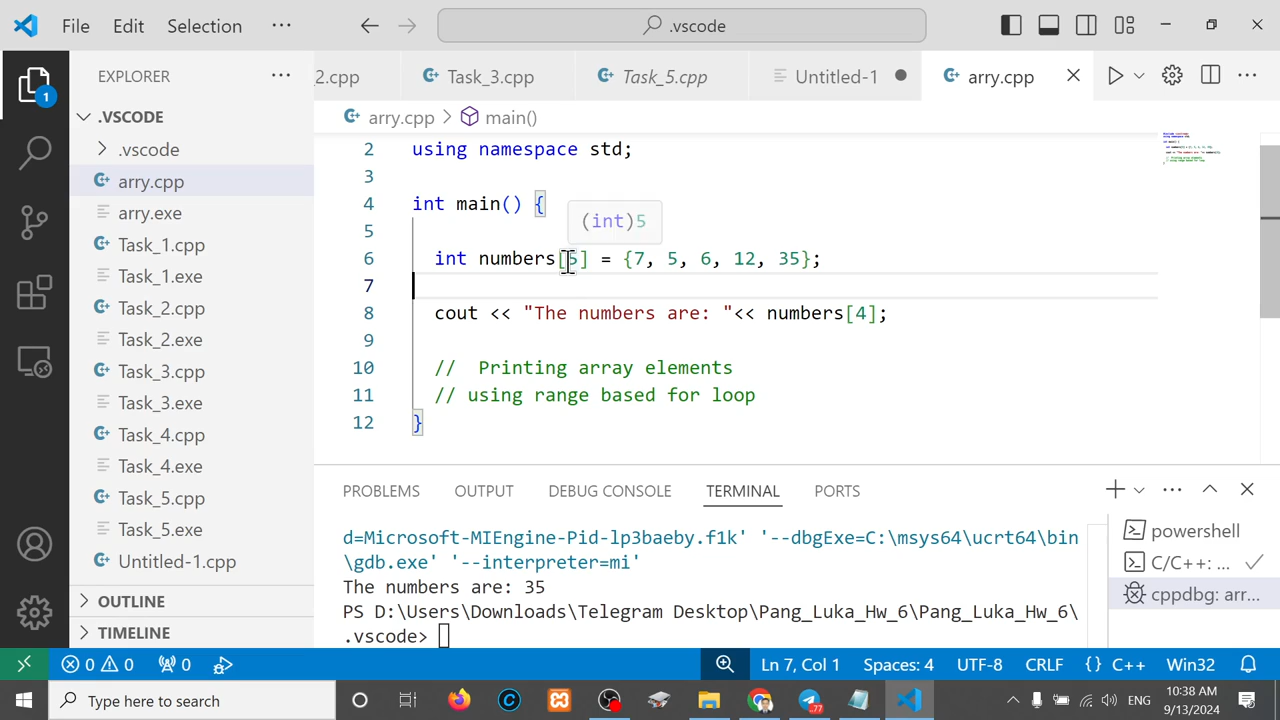 File Edit Selection ···
.vscode
EXPLORER
2.cpp
Task_3.cpp
Task_5.cpp
Untitled-1
arry.cpp
.VSCODE
.vscode
arry.cpp
arry.exe
Task_1.cpp
Task_1.exe
Task_2.cpp
Task_2.exe
Task_3.cpp
Task_3.exe
Task_4.cpp
Task_4.exe
Task_5.cpp
Task_5.exe
Untitled-1.cpp
OUTLINE
TIMELINE
1
arry.cpp > main()
2 using namespace std;
3
4 int main() {
(int)5
5
6 int numbers[5] = {7, 5, 6, 12, 35};
7
8 cout << "The numbers are: "<< numbers[4];
9
10 //  Printing array elements
11 // using range based for loop
12 }
PROBLEMS OUTPUT DEBUG CONSOLE TERMINAL PORTS
d=Microsoft-MIEngine-Pid-lp3baeby.f1k' '--dbgExe=C:\msys64\ucrt64\bin
\gdb.exe' '--interpreter=mi'
The numbers are: 35
PS D:\Users\Downloads\Telegram Desktop\Pang_Luka_Hw_6\Pang_Luka_Hw_6\
.vscode>
powershell
C/C++: ...
cppdbg: arr...
0 0 0 Ln 7, Col 1 Spaces: 4 UTF-8 CRLF {} C++ Win32
Type here to search
77
ENG
10:38 AM
9/13/2024